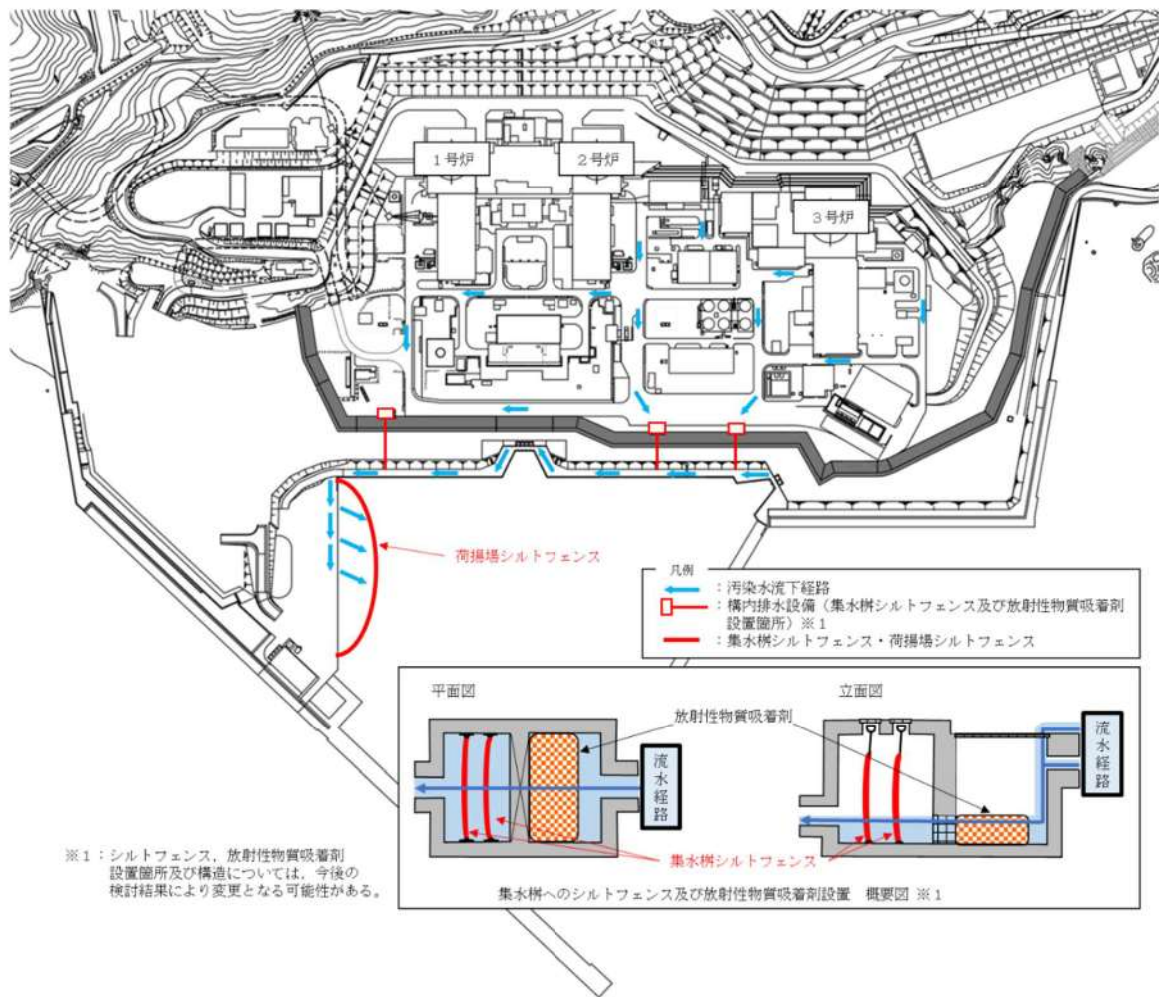 1号炉
2号炉
3号炉
荷揚場シルトフェンス
凡例
：汚染水流下経路
：構内排水設備（集水桝シルトフェンス及び放射性物質吸着剤
設置箇所）※1
：集水桝シルトフェンス・荷揚場シルトフェンス
平面図
立面図
放射性物質吸着剤
流水経路
流水経路
集水桝シルトフェンス
集水桝へのシルトフェンス及び放射性物質吸着剤設置　概要図 ※1
※1：シルトフェンス，放射性物質吸着剤
設置箇所及び構造については，今後の
検討結果により変更となる可能性がある。